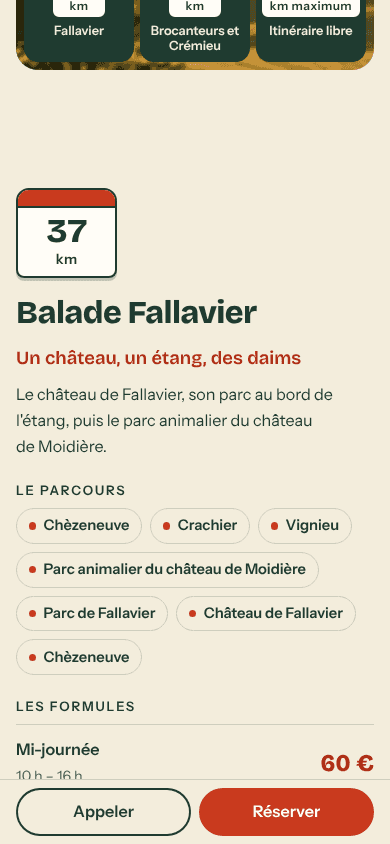 km
km
km maximum
Fallavier
Brocanteurs et
Crémieu
Itinéraire libre
37
km
Balade Fallavier
Un château, un étang, des daims
Le château de Fallavier, son parc au bord de
l'étang, puis le parc animalier du château
de Moidière.
LE PARCOURS
Chèzeneuve
Crachier
Vignieu
Parc animalier du château de Moidière
Parc de Fallavier
Château de Fallavier
Chèzeneuve
LES FORMULES
Mi-journée
60 €
10 h – 16 h
Appeler
Réserver